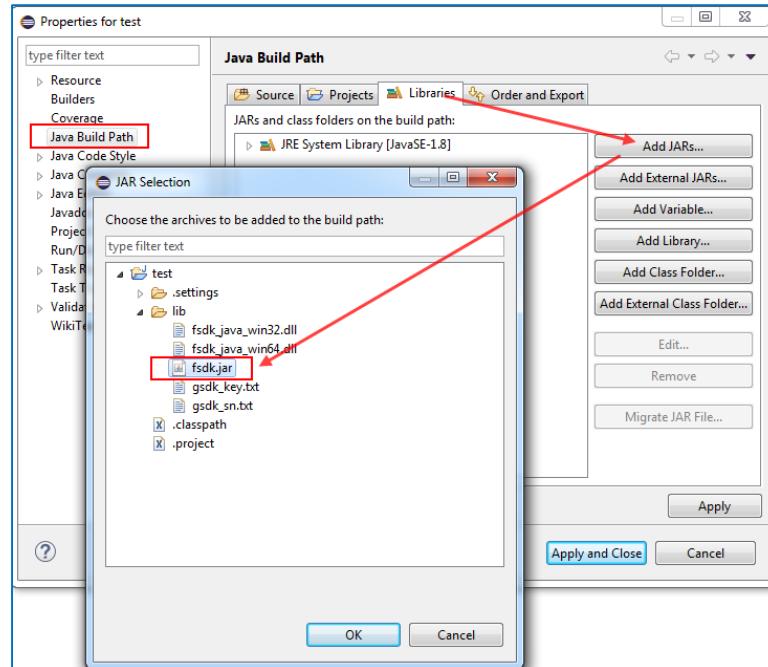 Properties for test
type filter text
Resource
Builders
Coverage
Java Build Path
Java Code Style
Java C
Java E
Javado
Projec
Run/D
Task R
Task T
Valida
WikiTe
Java Build Path
Source Projects Libraries Order and Export
JARs and class folders on the build path:
JRE System Library [JavaSE-1.8]
Add JARs...
Add External JARs...
Add Variable...
Add Library...
Add Class Folder...
Add External Class Folder...
Edit...
Remove
Migrate JAR File...
Apply
Apply and Close Cancel
JAR Selection
Choose the archives to be added to the build path:
type filter text
test
.settings
lib
fsdk_java_win32.dll
fsdk_java_win64.dll
fsdk.jar
gsdk_key.txt
gsdk_sn.txt
.classpath
.project
OK Cancel